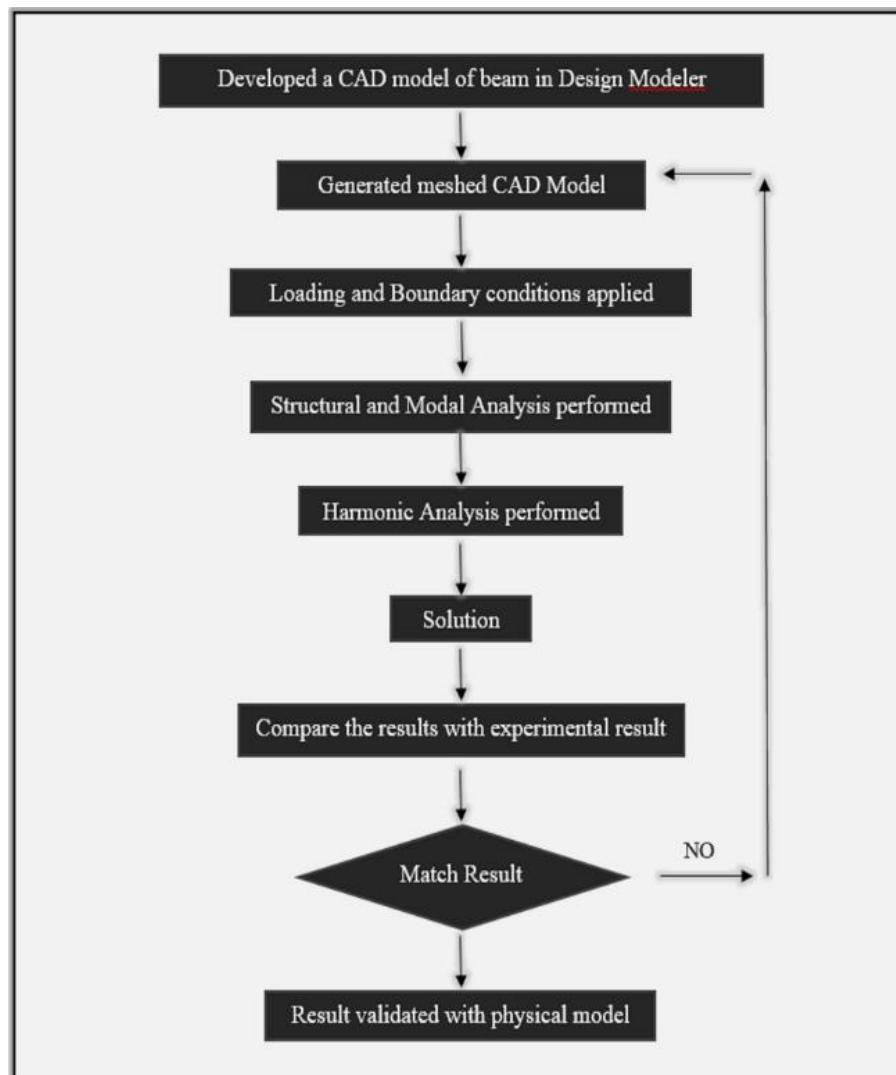 Developed a CAD model of beam in Design Modeler
Generated meshed CAD Model
Loading and Boundary conditions applied
Structural and Modal Analysis performed
Harmonic Analysis performed
Solution
Compare the results with experimental result
Match Result
NO
Result validated with physical model